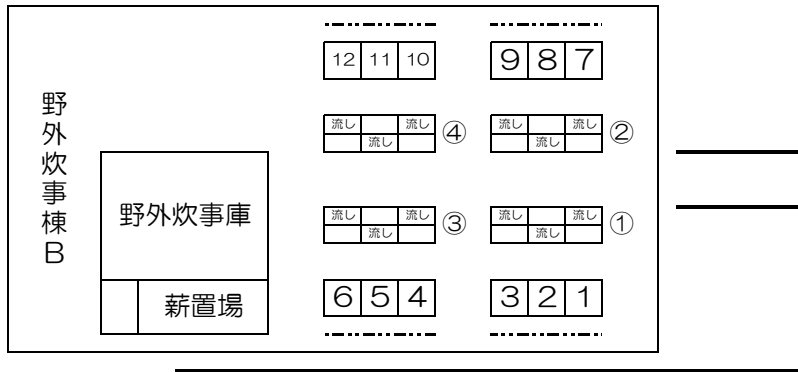 野外炊事棟B
12 11 10
9 8 7
流し 流し ④
流し
流し 流し ②
流し
野外炊事庫
薪置場
流し 流し ③
流し
流し 流し ①
流し
6 5 4
3 2 1